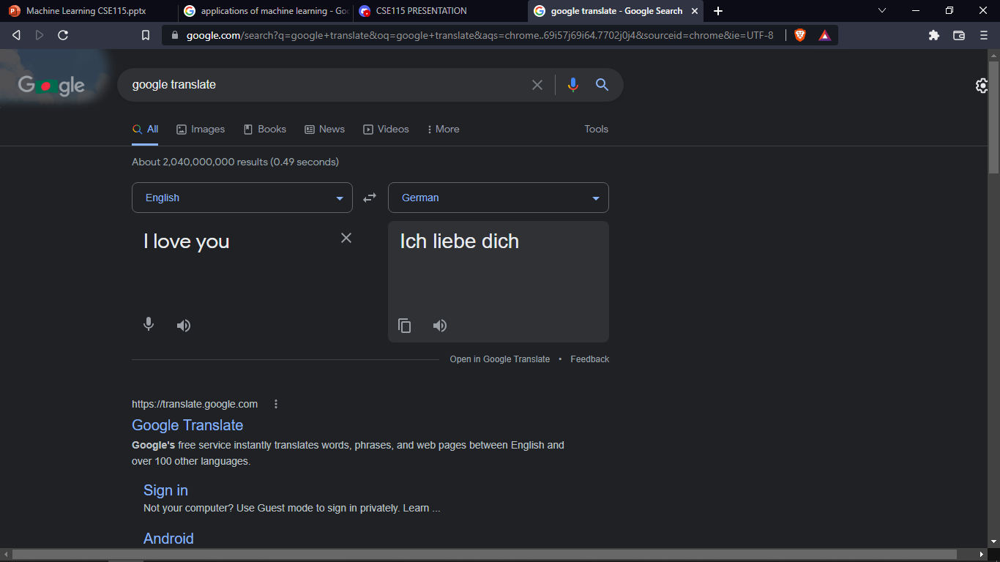 Machine Learning CSE115.pptx
applications of machine learning - Goo
CSE115 PRESENTATION
google translate - Google Search
google.com/search?q=google+translate&oq=google+translate&aqs=chrome..69i57j69i64.7702j0j4&sourceid=chrome&ie=UTF-8
G gle
google translate
All Images Books News Videos More Tools
About 2,040,000,000 results (0.49 seconds)
English German
I love you Ich liebe dich
Open in Google Translate • Feedback
https://translate.google.com
Google Translate
Google's free service instantly translates words, phrases, and web pages between English and
over 100 other languages.
Sign in
Not your computer? Use Guest mode to sign in privately. Learn ...
Android